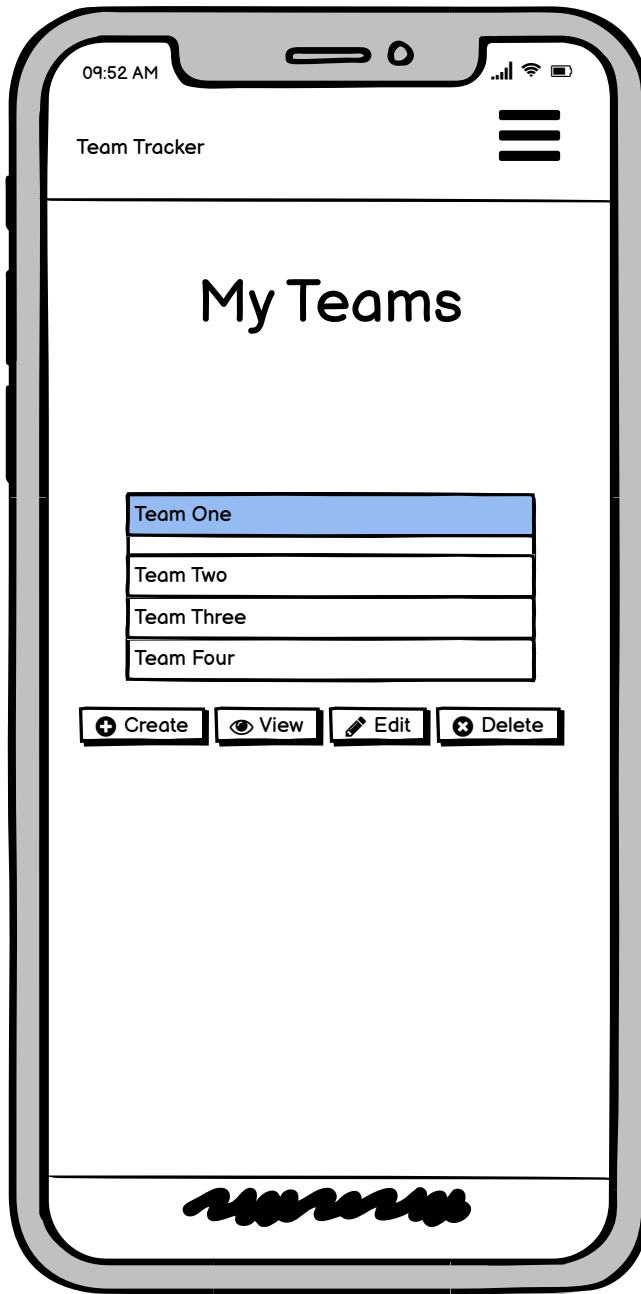 09:52 AM
Team Tracker
My Teams
Team One
Team Two
Team Three
Team Four
Create View Edit Delete